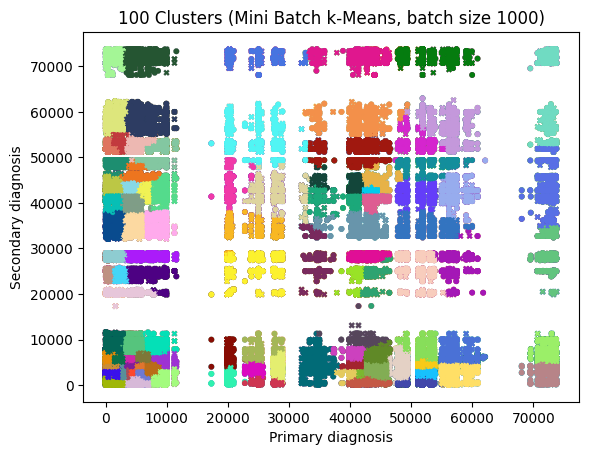 100 Clusters (Mini Batch k-Means, batch size 1000)
Secondary diagnosis
70000
60000
50000
40000
30000
20000
10000
0
0 10000 20000 30000 40000 50000 60000 70000
Primary diagnosis